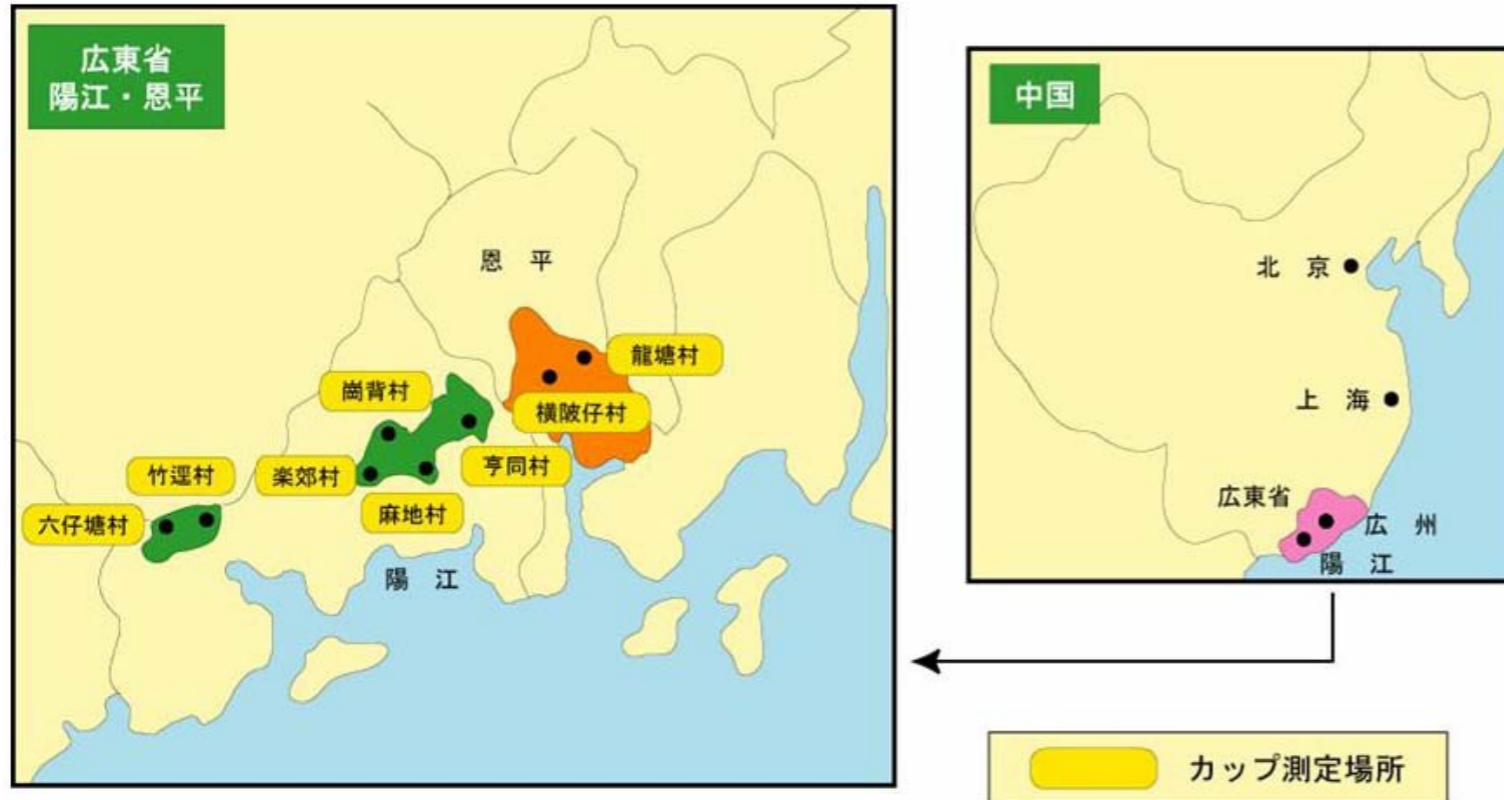 広東省
陽江・恩平
恩 平
龍塘村
崗背村
横陂仔村
竹逕村
楽郊村
亨同村
六仔塘村
麻地村
陽 江
中国
北 京
上 海
広東省
広 州
陽 江
カップ測定場所